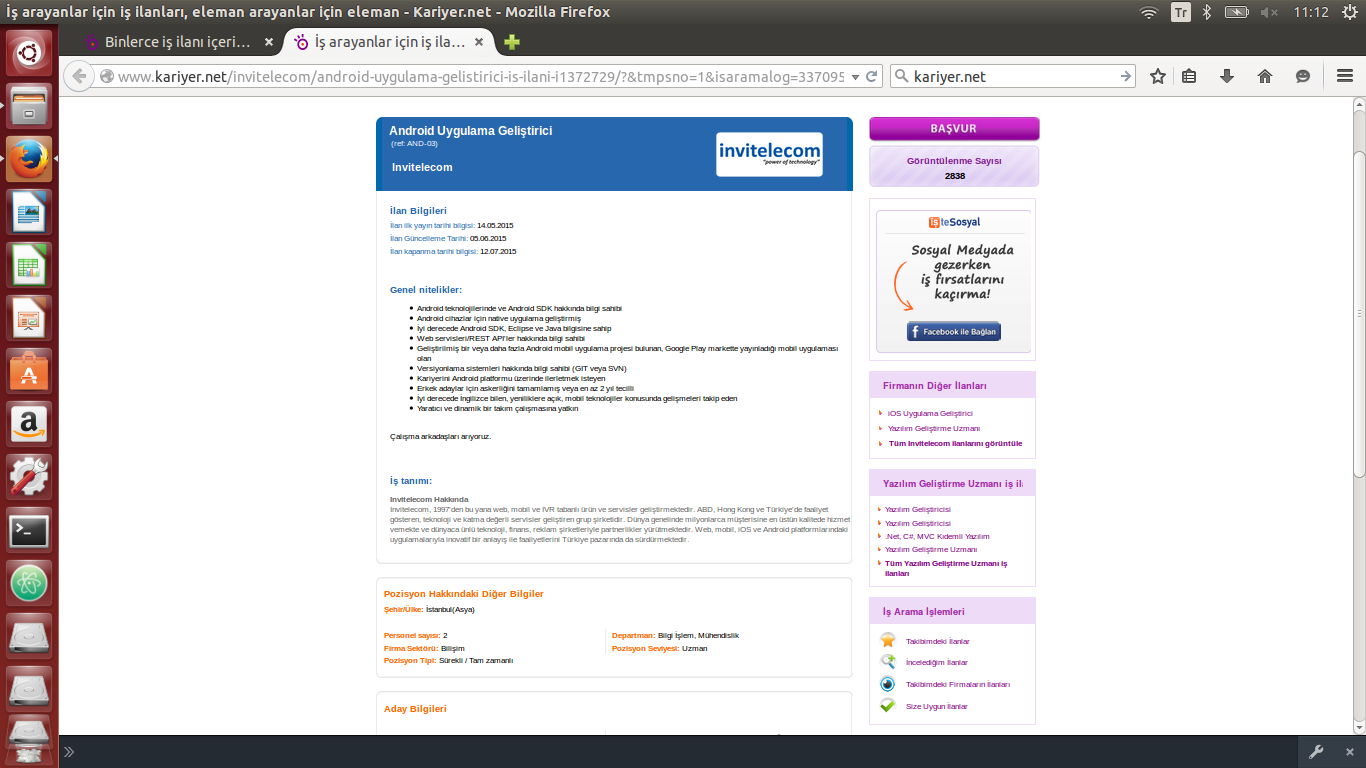 İş arayanlar için iş ilanları, eleman arayanlar için eleman - Kariyer.net - Mozilla Firefox
Tr
11:12
Binlerce iş ilanı içeri...
İş arayanlar için iş ila...
www.kariyer.net/invitelecom/android-uygulama-gelistirici-is-ilani-i1372729/?&tmpsno=1&isaramalog=337095
kariyer.net
Android Uygulama Geliştirici
(ref: AND-03)
Invitelecom
invitelecom
"power of technology"
İlan Bilgileri
İlan ilk yayın tarihi bilgisi: 14.05.2015
İlan Güncelleme Tarihi: 05.06.2015
İlan kapanma tarihi bilgisi: 12.07.2015
Genel nitelikler:
Android teknolojilerinde ve Android SDK hakkında bilgi sahibi
Android cihazlar için native uygulama geliştirmiş
İyi derecede Android SDK, Eclipse ve Java bilgisine sahip
Web servisleri/REST API'ler hakkında bilgi sahibi
Geliştirilmiş bir veya daha fazla Android mobil uygulama projesi bulunan, Google Play markette yayınladığı mobil uygulaması
olan
Versiyonlama sistemleri hakkında bilgi sahibi (GIT veya SVN)
Kariyerini Android platformu üzerinde ilerletmek isteyen
Erkek adaylar için askerliğini tamamlamış veya en az 2 yıl tecilli
İyi derecede İngilizce bilen, yeniliklere açık, mobil teknolojiler konusunda gelişmeleri takip eden
Yaratıcı ve dinamik bir takım çalışmasına yatkın
Çalışma arkadaşları arıyoruz.
İş tanımı:
Invitelecom Hakkında
Invitelecom, 1997'den bu yana web, mobil ve IVR tabanlı ürün ve servisler geliştirmektedir. ABD, Hong Kong ve Türkiye'de faaliyet
gösteren, teknoloji ve katma değerli servisler geliştiren grup şirketidir. Dünya genelinde milyonlarca müşterisine en üstün kalitede hizmet
vemekte ve dünyaca ünlü teknoloji, finans, reklam şirketleriyle partnerlikler yürütmektedir. Web, mobil, iOS ve Android platformlarındaki
uygulamalarıyla inovatif bir anlayış ile faaliyetlerini Türkiye pazarında da sürdürmektedir.
Pozisyon Hakkındaki Diğer Bilgiler
Şehir/Ülke: İstanbul(Asya)
Personel sayısı: 2
Departman: Bilgi İşlem, Mühendislik
Firma Sektörü: Bilişim
Pozisyon Seviyesi: Uzman
Pozisyon Tipi: Sürekli / Tam zamanlı
Aday Bilgileri
BAŞVUR
Görüntülenme Sayısı
2838
işteSosyal
Sosyal Medyada
gezerken
iş fırsatlarını
kaçırma!
f Facebook ile Bağlan
Firmanın Diğer İlanları
iOS Uygulama Geliştirici
Yazılım Geliştirme Uzmanı
Tüm Invitelecom ilanlarını görüntüle
Yazılım Geliştirme Uzmanı iş ila
Yazılım Geliştiricisi
Yazılım Geliştiricisi
.Net, C#, MVC Kıdemli Yazılım
Yazılım Geliştirme Uzmanı
Tüm Yazılım Geliştirme Uzmanı iş
ilanları
İş Arama İşlemleri
Takibimdeki İlanlar
İncelediğim İlanlar
Takibimdeki Firmaların İlanları
Size Uygun İlanlar